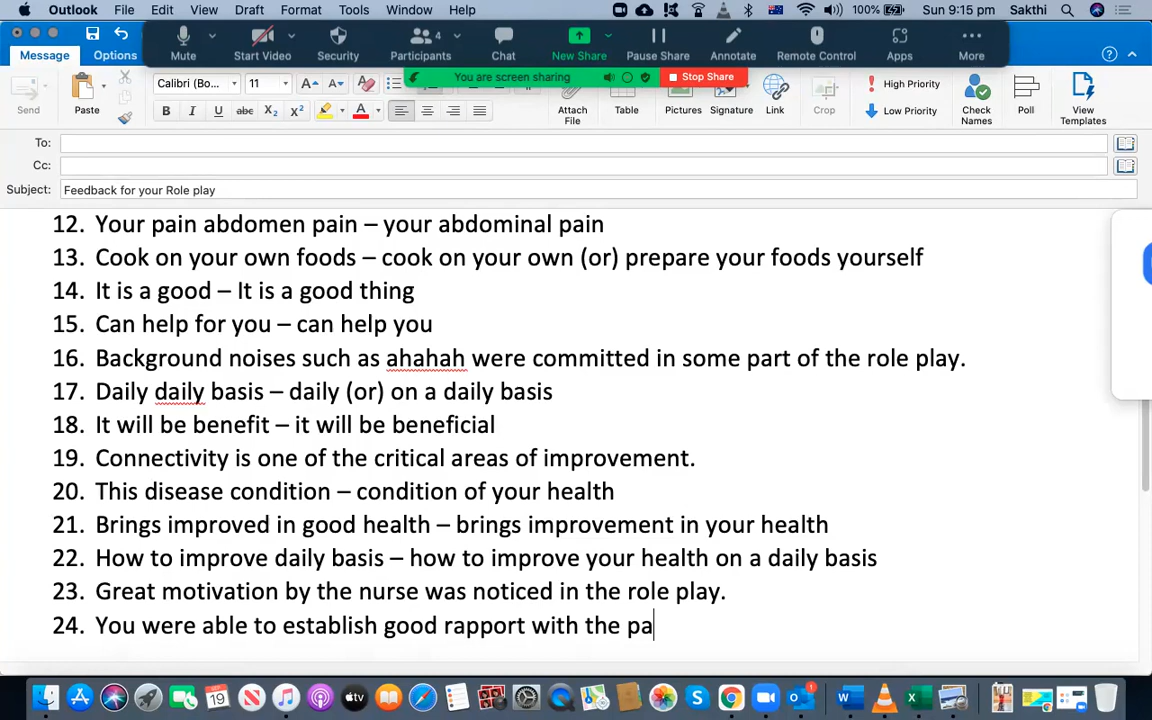 Outlook File Edit View Draft Format Tools Window Help 100% Sun 9:15 pm Sakthi
Message Options
Mute Start Video Security Participants 4 Chat New Share Pause Share Annotate Remote Control Apps More
You are screen sharing Stop Share
Send Paste Calibri (Bo... 11 Attach File Table Pictures Signature Link Crop High Priority Low Priority Check Names Poll View Templates
B I U abc X2 X2 A
To:
Cc:
Subject: Feedback for your Role play
12. Your pain abdomen pain – your abdominal pain
13. Cook on your own foods – cook on your own (or) prepare your foods yourself
14. It is a good – It is a good thing
15. Can help for you – can help you
16. Background noises such as ahahah were committed in some part of the role play.
17. Daily daily basis – daily (or) on a daily basis
18. It will be benefit – it will be beneficial
19. Connectivity is one of the critical areas of improvement.
20. This disease condition – condition of your health
21. Brings improved in good health – brings improvement in your health
22. How to improve daily basis – how to improve your health on a daily basis
23. Great motivation by the nurse was noticed in the role play.
24. You were able to establish good rapport with the pa